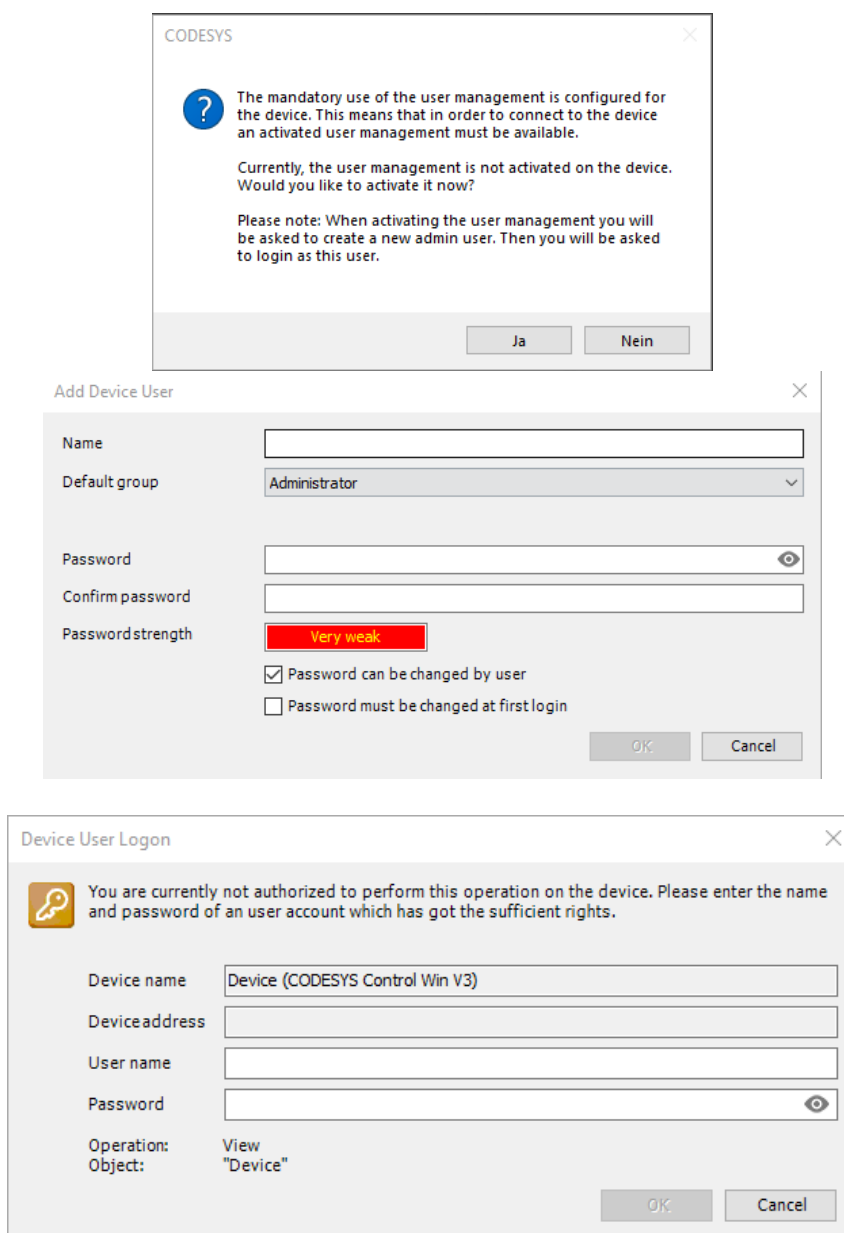 CODESYS
The mandatory use of the user management is configured for
the device. This means that in order to connect to the device
an activated user management must be available.
Currently, the user management is not activated on the device.
Would you like to activate it now?
Please note: When activating the user management you will
be asked to create a new admin user. Then you will be asked
to login as this user.
Ja Nein
Add Device User
Name
Default group Administrator
Password
Confirm password
Password strength Very weak
Password can be changed by user
Password must be changed at first login
OK Cancel
Device User Logon
You are currently not authorized to perform this operation on the device. Please enter the name
and password of an user account which has got the sufficient rights.
Device name Device (CODESYS Control Win V3)
Device address
User name
Password
Operation: View
Object: "Device"
OK Cancel